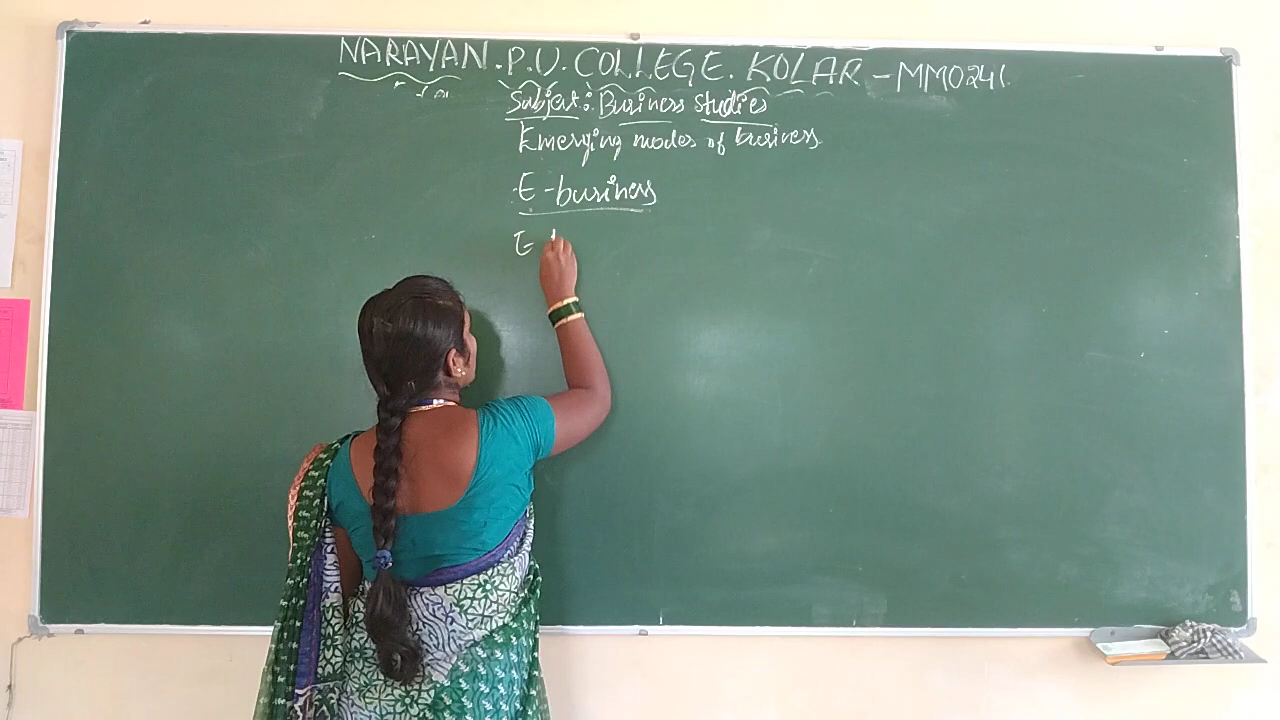 NARAYAN.P.U.COLLEGE.KOLAR-MM0241
Subject: Business Studies
Emerging modes of business
E-business
E